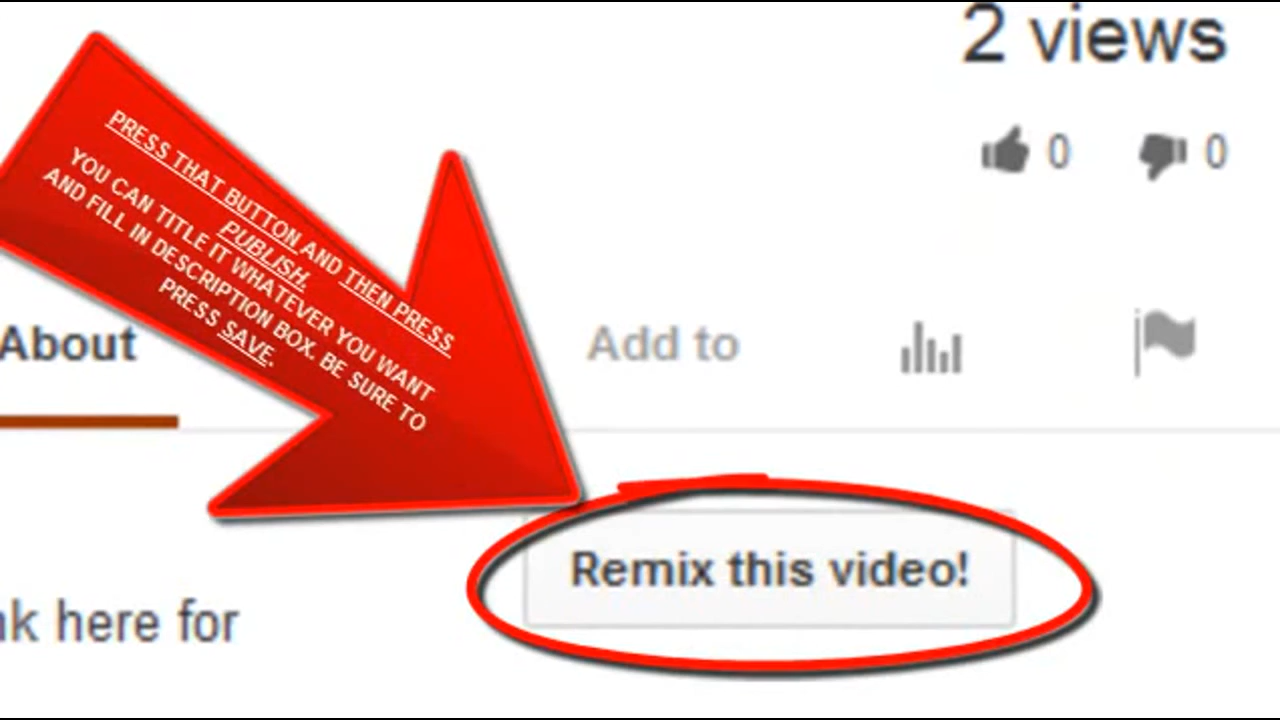 2 views
0 0
PRESS THAT BUTTON AND THEN PRESS
PUBLISH.
YOU CAN TITLE IT WHATEVER YOU WANT
AND FILL IN DESCRIPTION BOX. BE SURE TO
PRESS SAVE.
About Add to
Remix this video!
nk here for